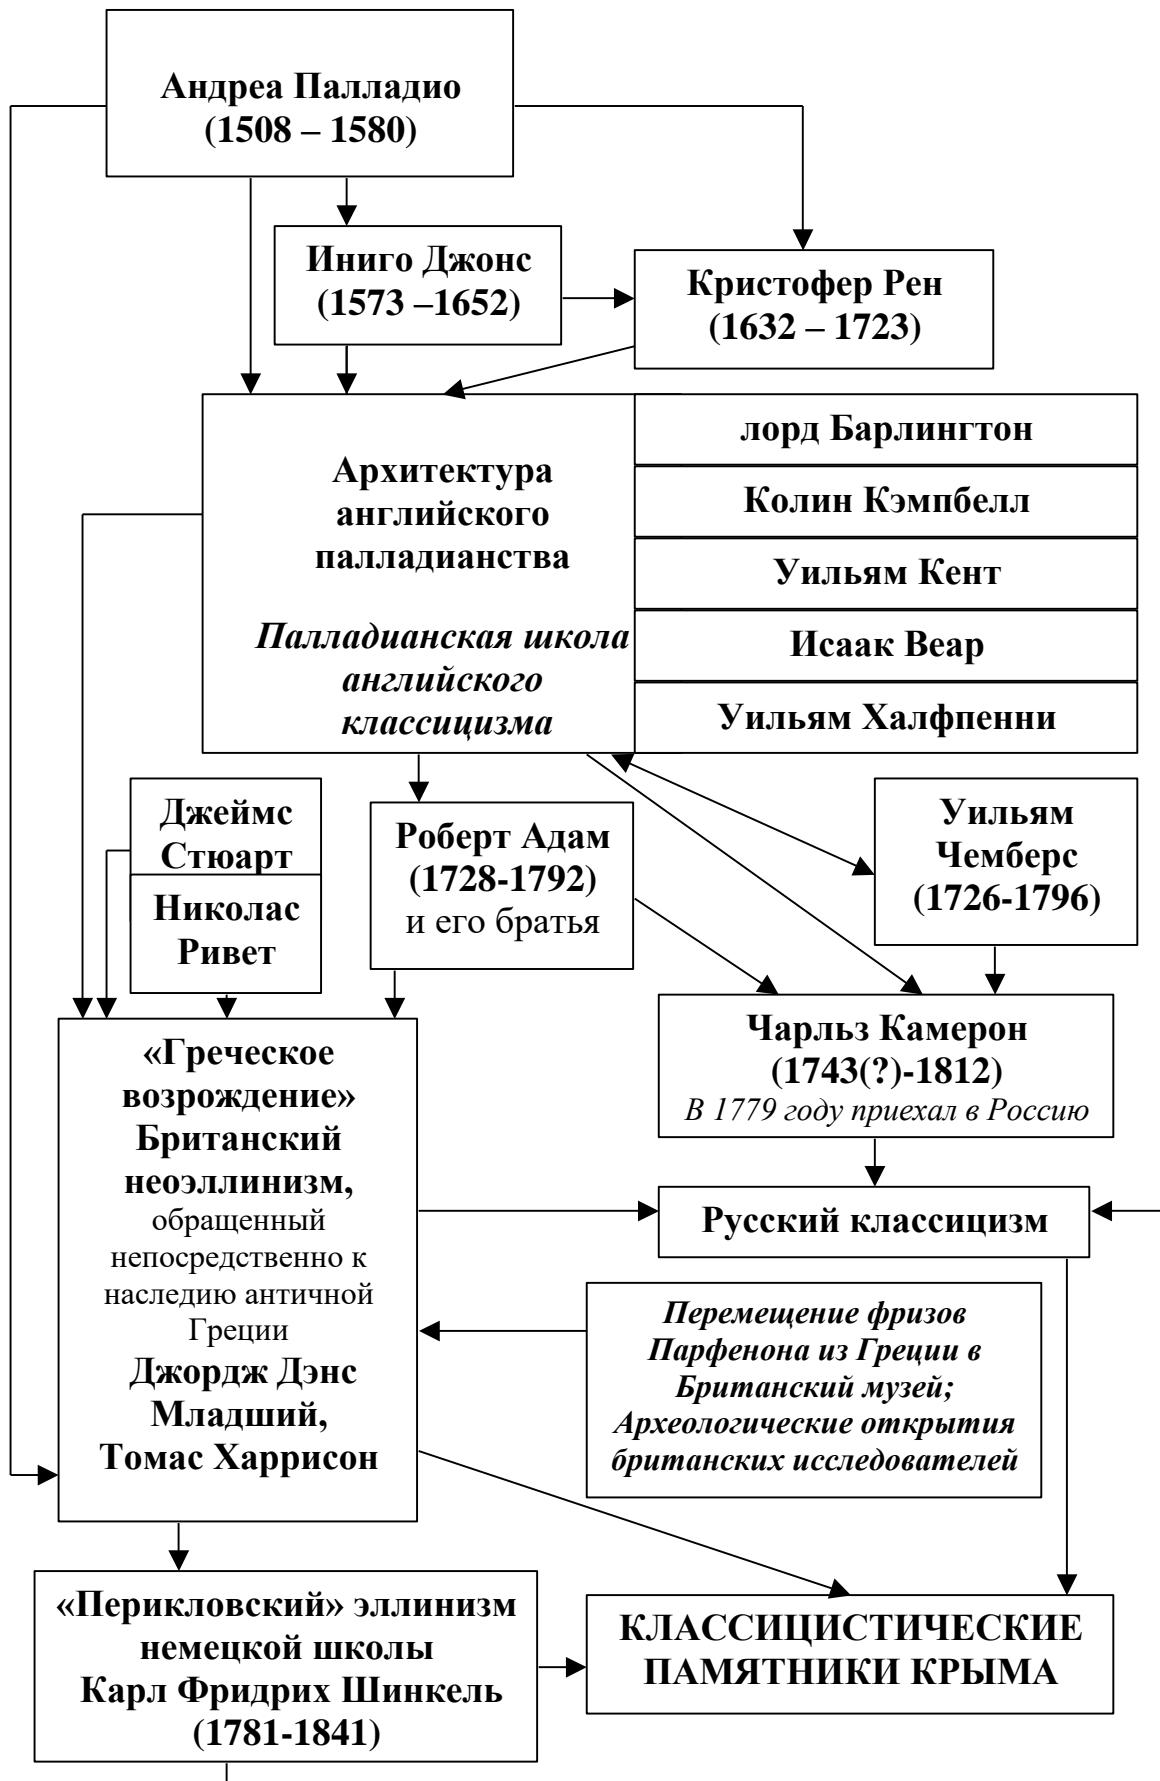 Андреа Палладио
(1508 – 1580)
Иниго Джонс
(1573 –1652)
Кристофер Рен
(1632 – 1723)
Архитектура
английского
палладианства
Палладианская школа
английского
классицизма
лорд Барлингтон
Колин Кэмпбелл
Уильям Кент
Исаак Веар
Уильям Халфпенни
Джеймс
Стюарт
Николас
Ривет
Роберт Адам
(1728-1792)
и его братья
Уильям
Чемберс
(1726-1796)
Чарльз Камерон
(1743(?)-1812)
В 1779 году приехал в Россию
«Греческое
возрождение»
Британский
неоэллинизм,
обращенный
непосредственно к
наследию античной
Греции
Джордж Дэнс
Младший,
Томас Харрисон
Русский классицизм
Перемещение фризов
Парфенона из Греции в
Британский музей;
Археологические открытия
британских исследователей
«Перикловский» эллинизм
немецкой школы
Карл Фридрих Шинкель
(1781-1841)
КЛАССИЦИСТИЧЕСКИЕ
ПАМЯТНИКИ КРЫМА